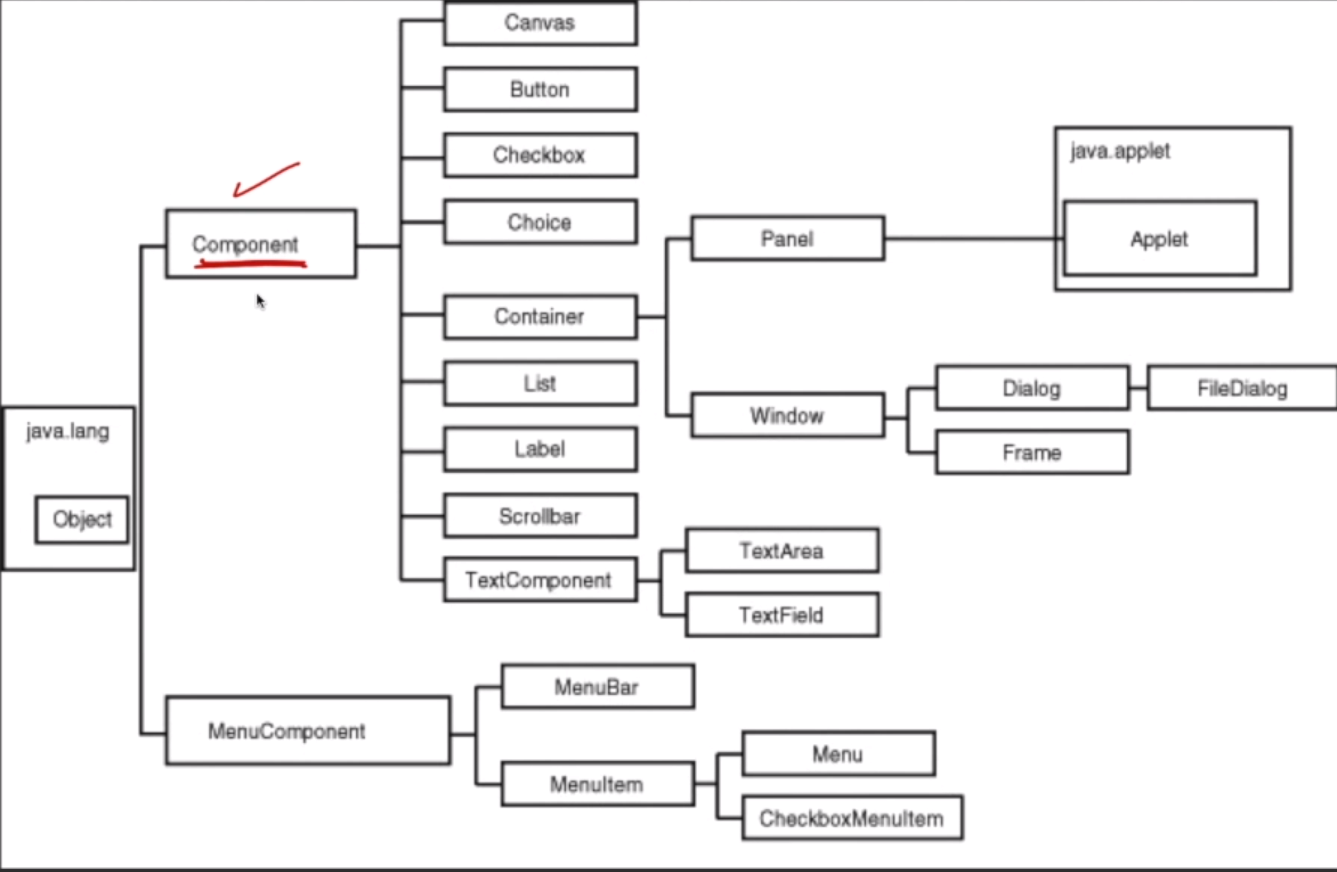 Canvas
Button
Checkbox
Choice
Container
List
Label
Scrollbar
TextComponent
Component
java.lang
Object
MenuComponent
Panel
Window
java.applet
Applet
Dialog
FileDialog
Frame
TextArea
TextField
MenuBar
MenuItem
Menu
CheckboxMenuItem